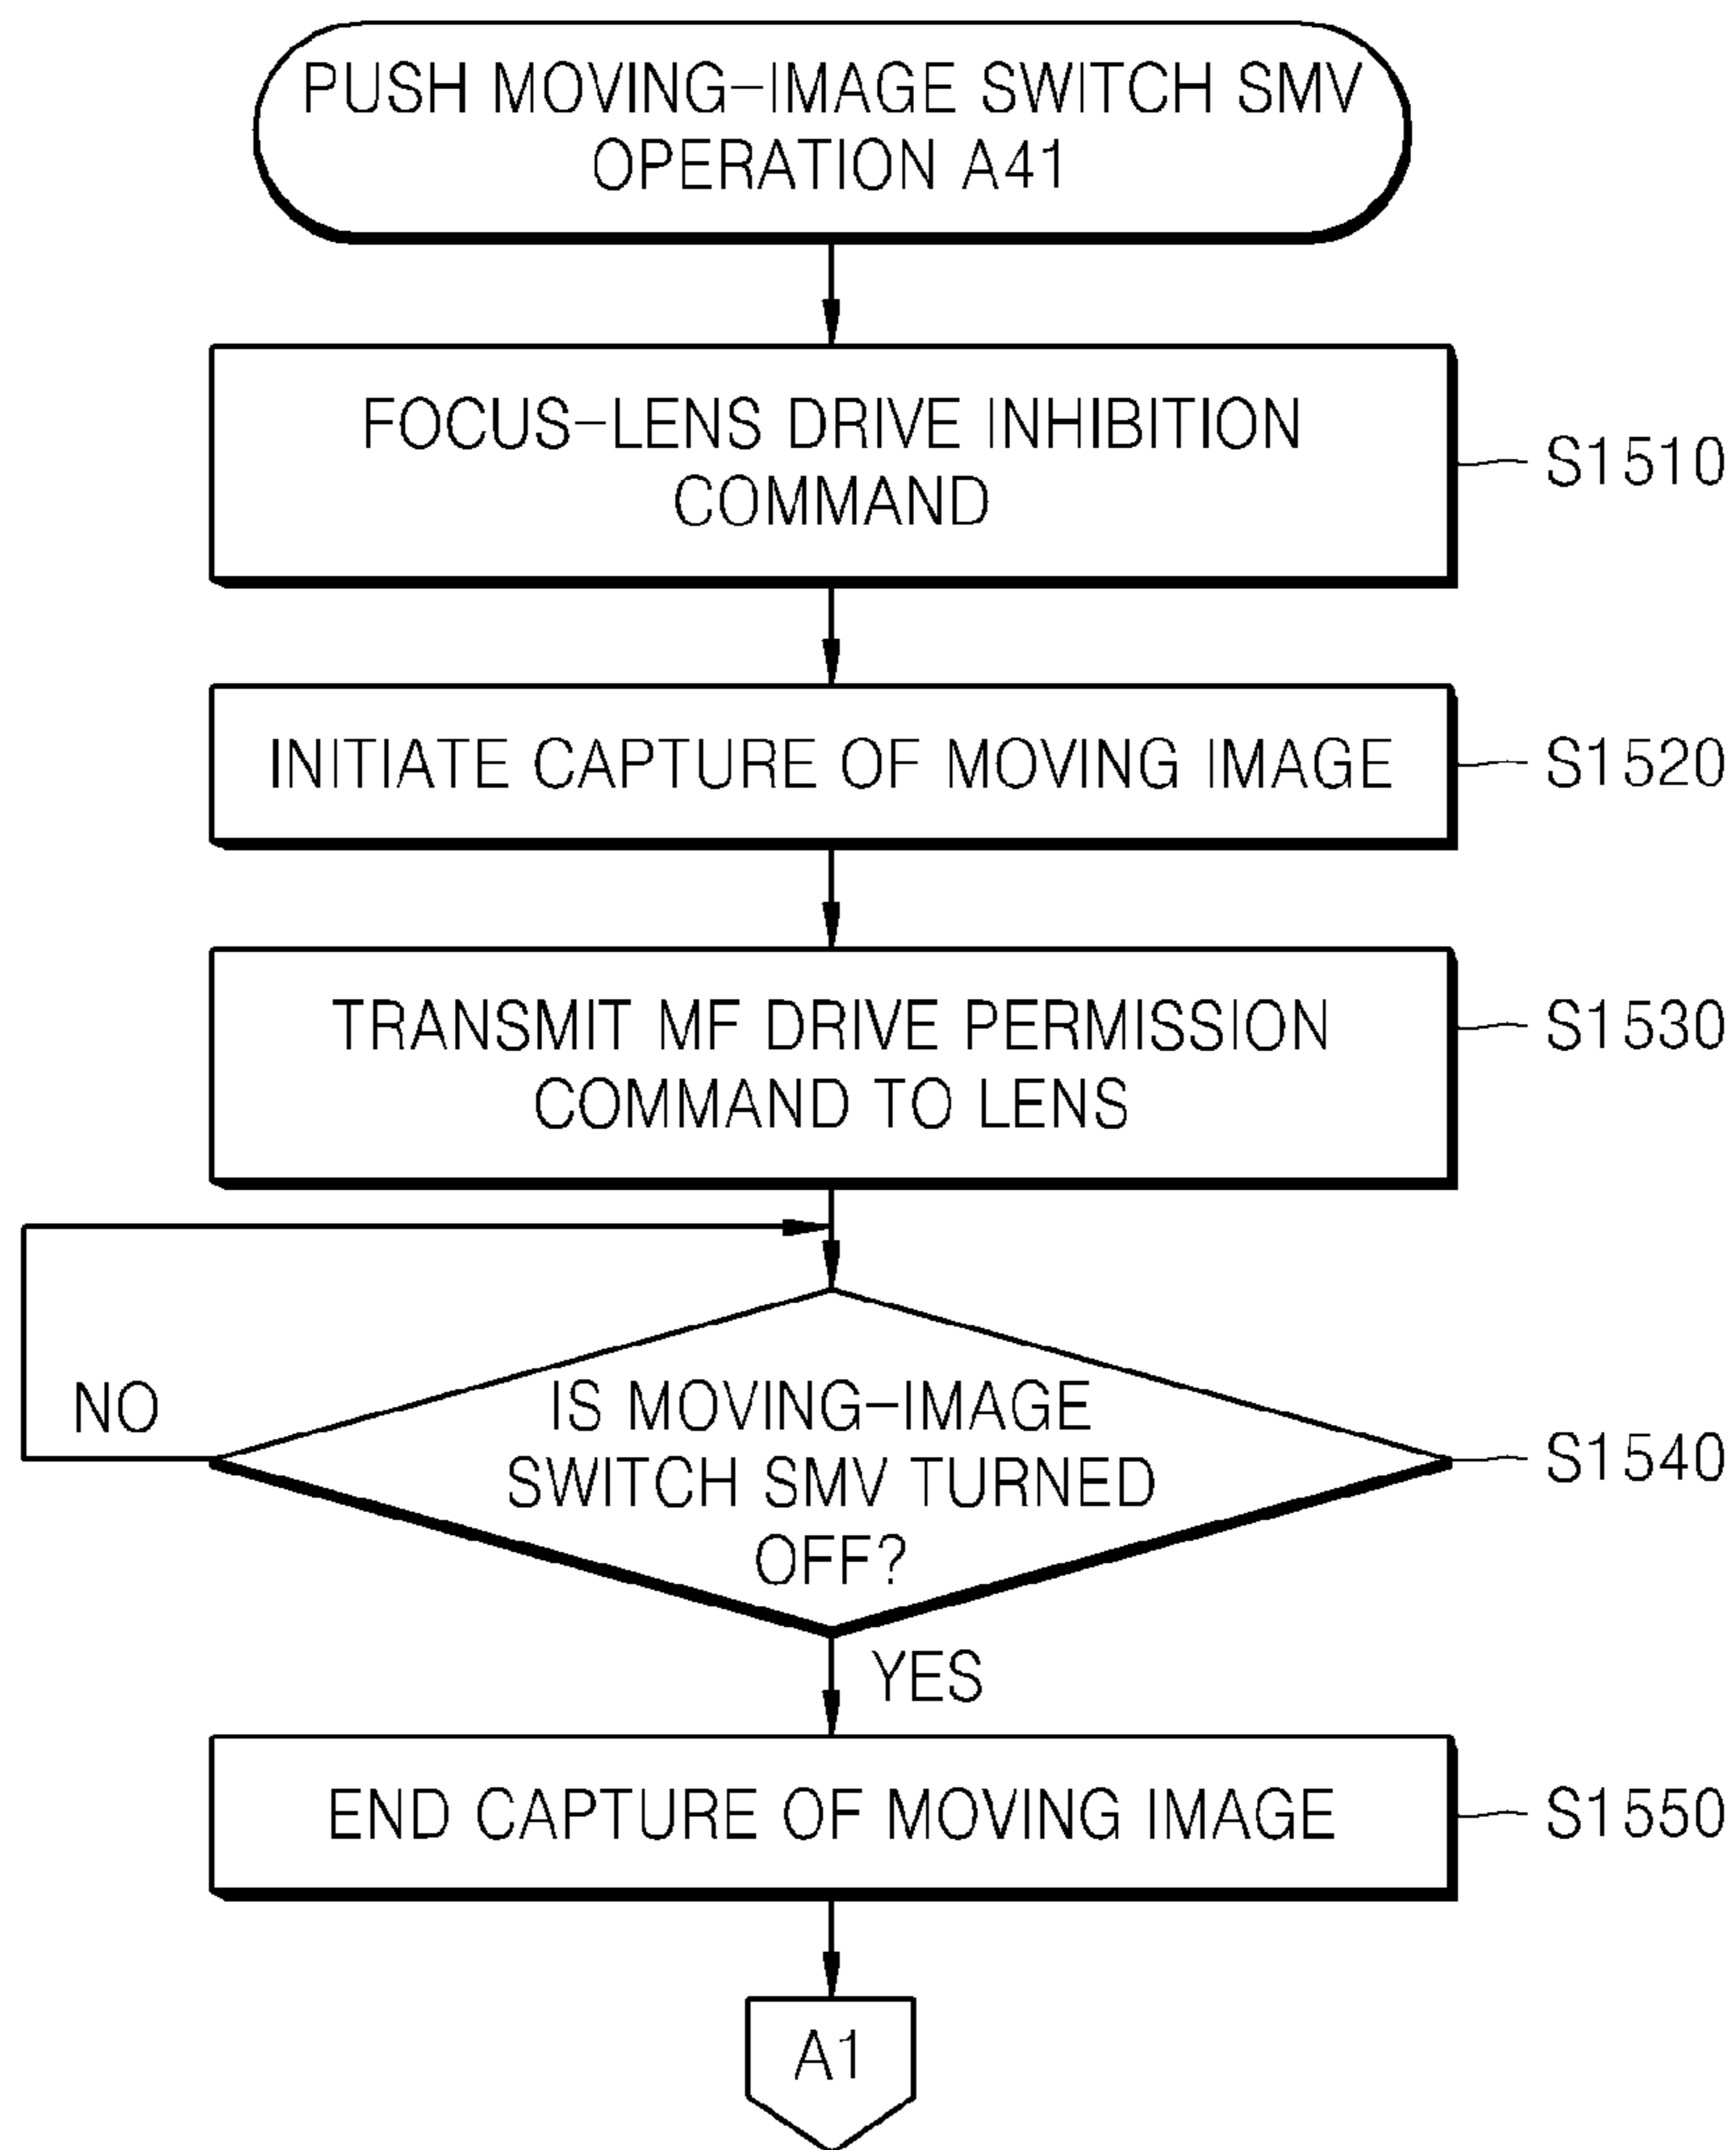 PUSH MOVING-IMAGE SWITCH SMV
OPERATION A41
FOCUS-LENS DRIVE INHIBITION
COMMAND
S1510
INITIATE CAPTURE OF MOVING IMAGE
S1520
TRANSMIT MF DRIVE PERMISSION
COMMAND TO LENS
S1530
NO
IS MOVING-IMAGE
SWITCH SMV TURNED
OFF?
S1540
YES
END CAPTURE OF MOVING IMAGE
S1550
A1